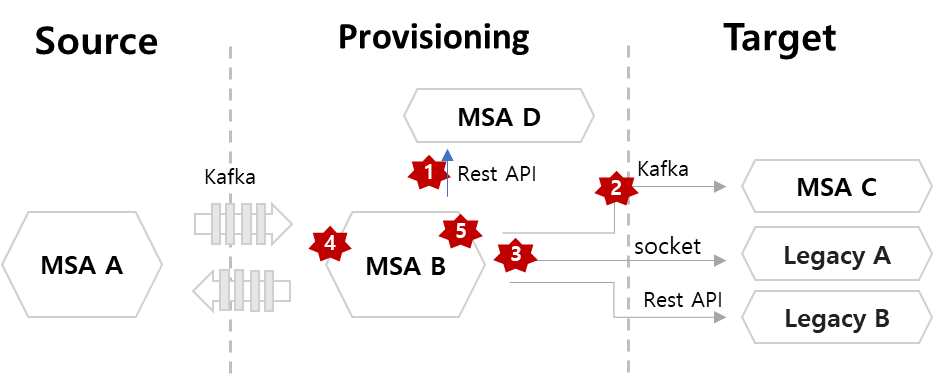 Source
Provisioning
Target
MSA D
Kafka
1
Rest API
2
Kafka
MSA C
MSA A
4
MSA B
5
3
socket
Legacy A
Rest API
Legacy B